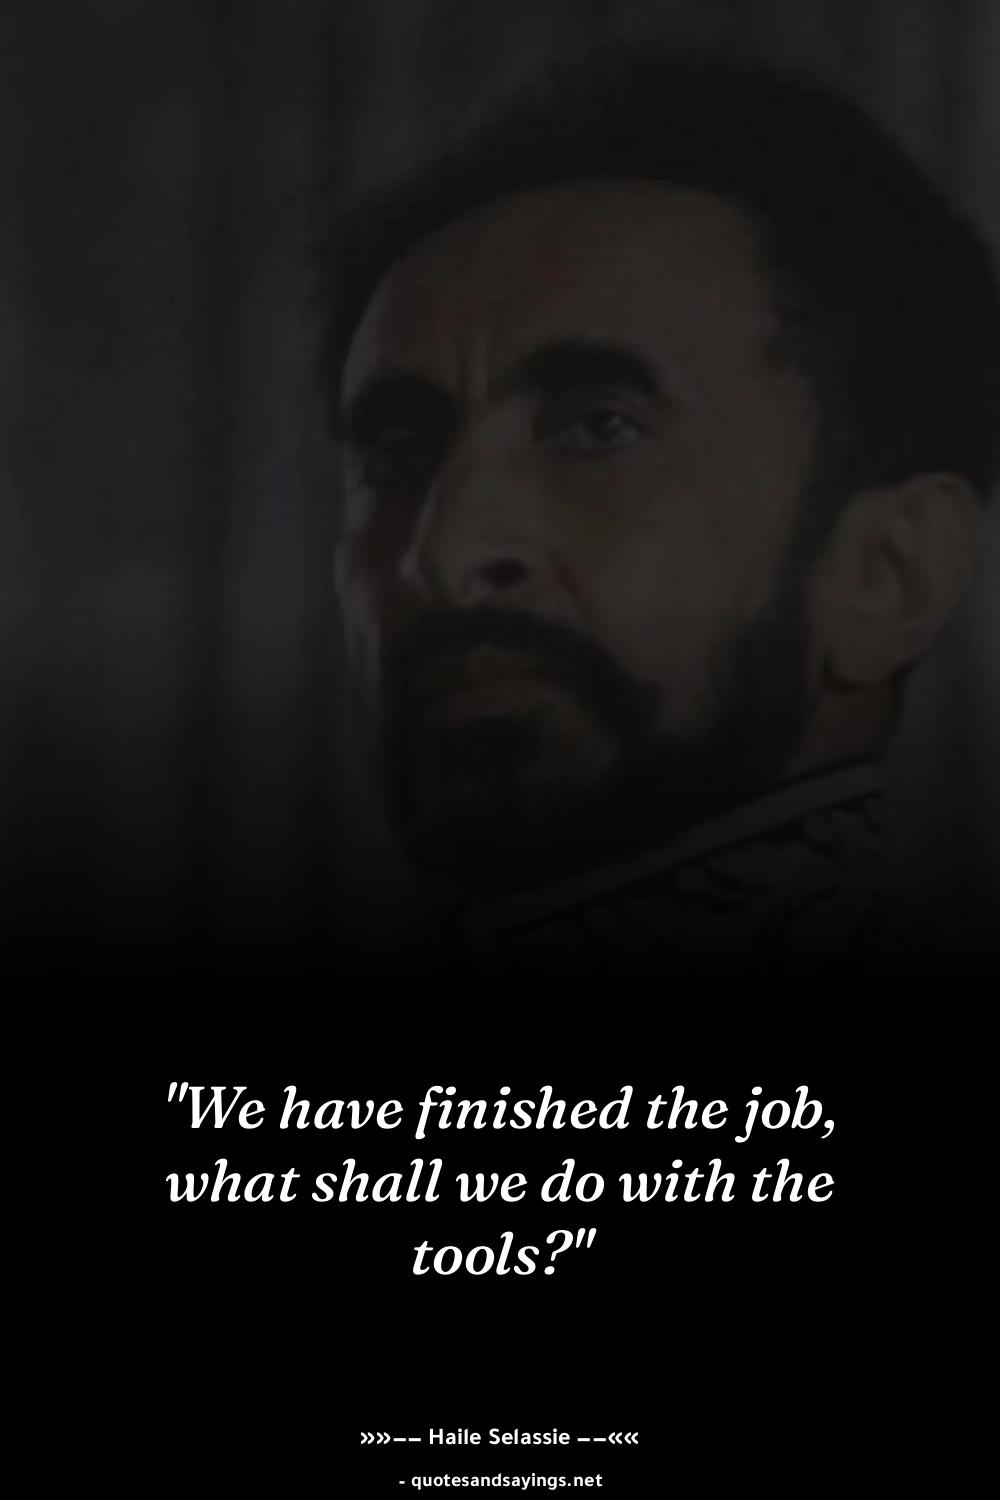 "We have finished the job,
what shall we do with the
tools?"
»»−− Haile Selassie −−««
- quotesandsayings.net